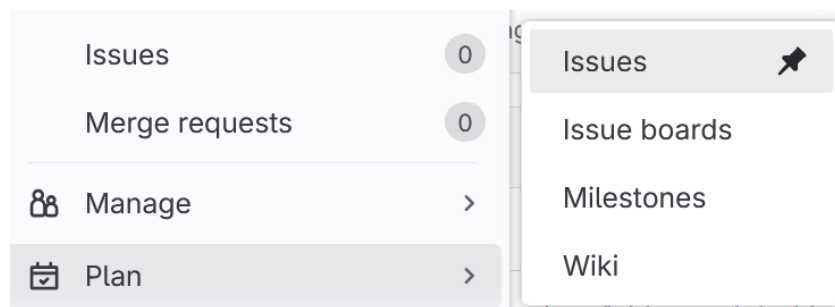 Issues 0
Merge requests 0
Manage
Plan
Issues
Issue boards
Milestones
Wiki